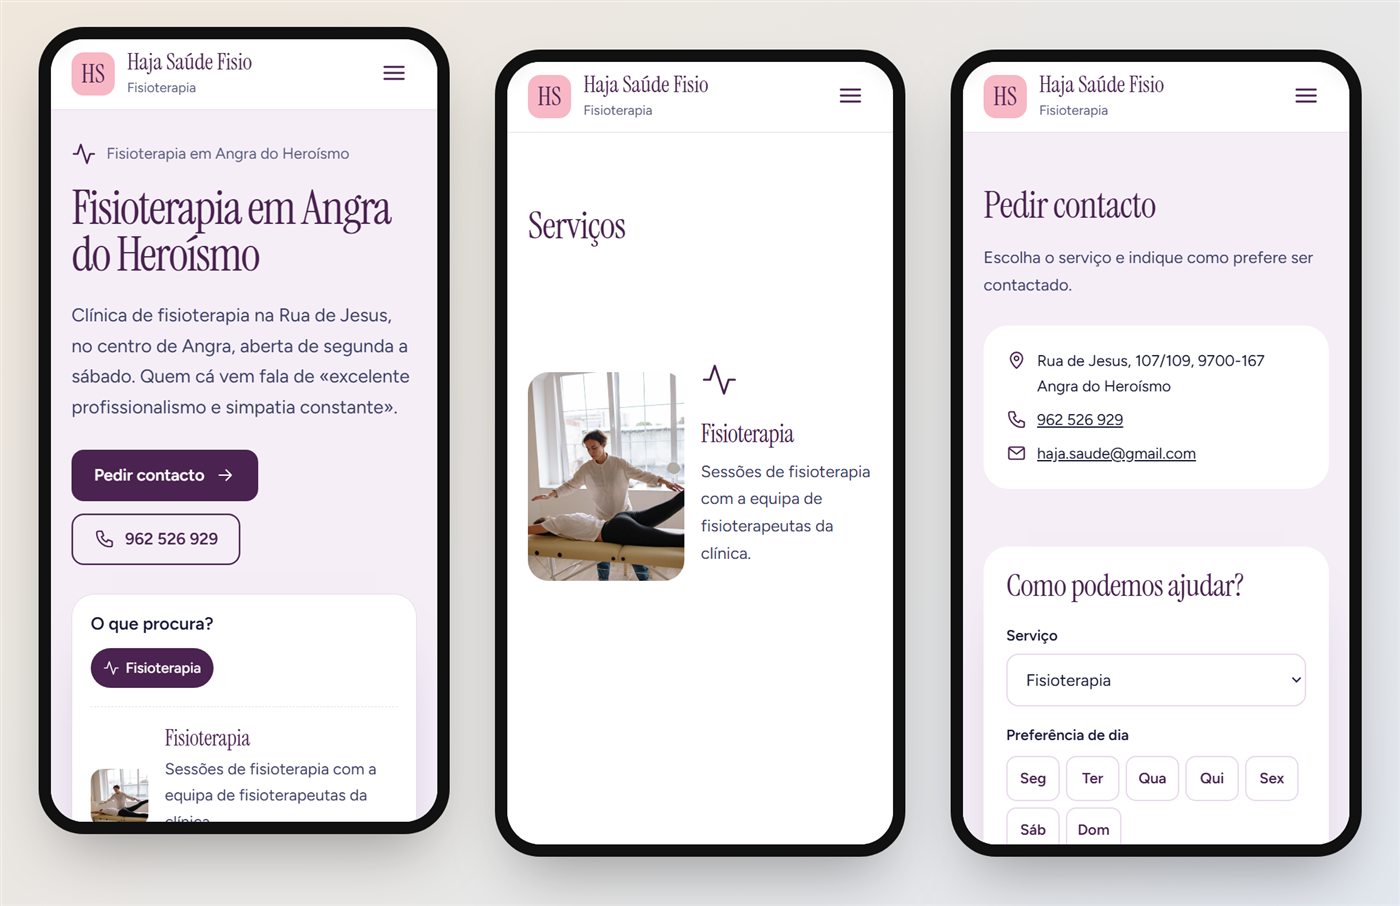 HS
Haja Saúde Fisio
Fisioterapia
Fisioterapia em Angra do Heroísmo
Fisioterapia em Angra
do Heroísmo
Clínica de fisioterapia na Rua de Jesus,
no centro de Angra, aberta de segunda a
sábado. Quem cá vem fala de «excelente
profissionalismo e simpatia constante».
Pedir contacto
962 526 929
O que procura?
Fisioterapia
Fisioterapia
Sessões de fisioterapia com a
equipa de fisioterapeutas da
clínica.
HS
Haja Saúde Fisio
Fisioterapia
Serviços
Fisioterapia
Sessões de fisioterapia
com a equipa de
fisioterapeutas da
clínica.
HS
Haja Saúde Fisio
Fisioterapia
Pedir contacto
Escolha o serviço e indique como prefere ser
contactado.
Rua de Jesus, 107/109, 9700-167
Angra do Heroísmo
962 526 929
haja.saude@gmail.com
Como podemos ajudar?
Serviço
Fisioterapia
Preferência de dia
Seg
Ter
Qua
Qui
Sex
Sáb
Dom